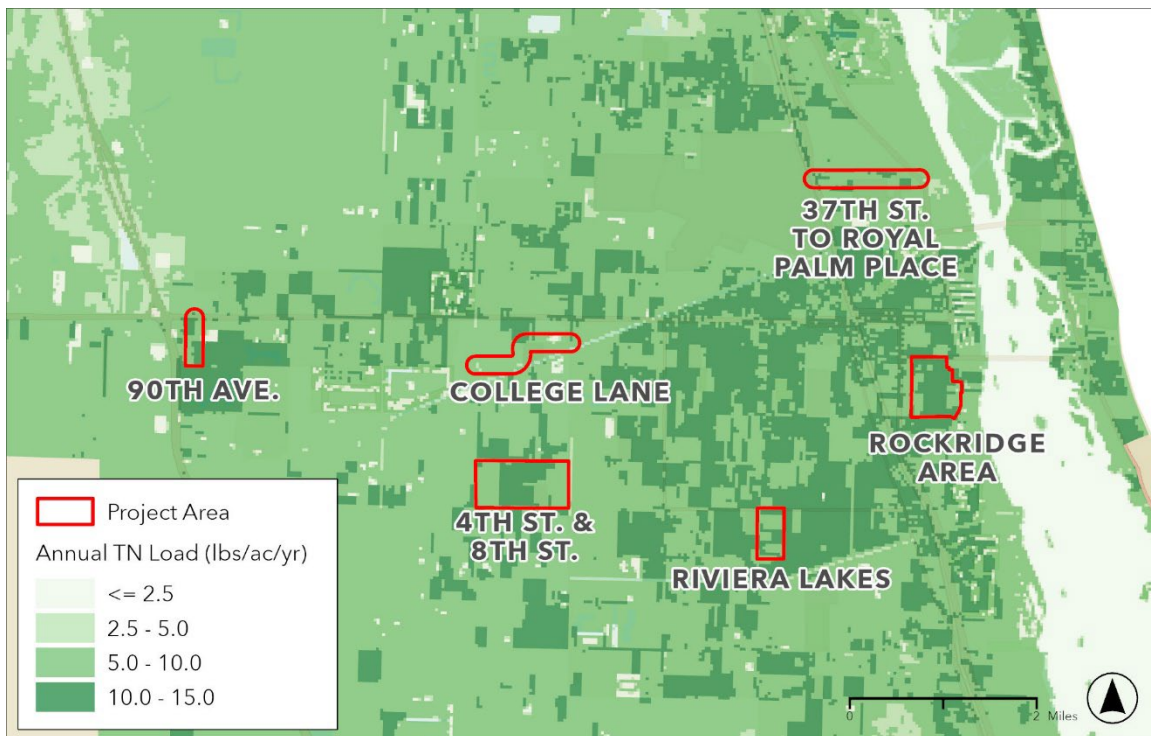 37TH ST.
TO ROYAL
PALM PLACE
90TH AVE.
COLLEGE LANE
ROCKRIDGE
AREA
4TH ST. &
8TH ST.
RIVIERA LAKES
Project Area
Annual TN Load (lbs/ac/yr)
<= 2.5
2.5 - 5.0
5.0 - 10.0
10.0 - 15.0
0 2 Miles